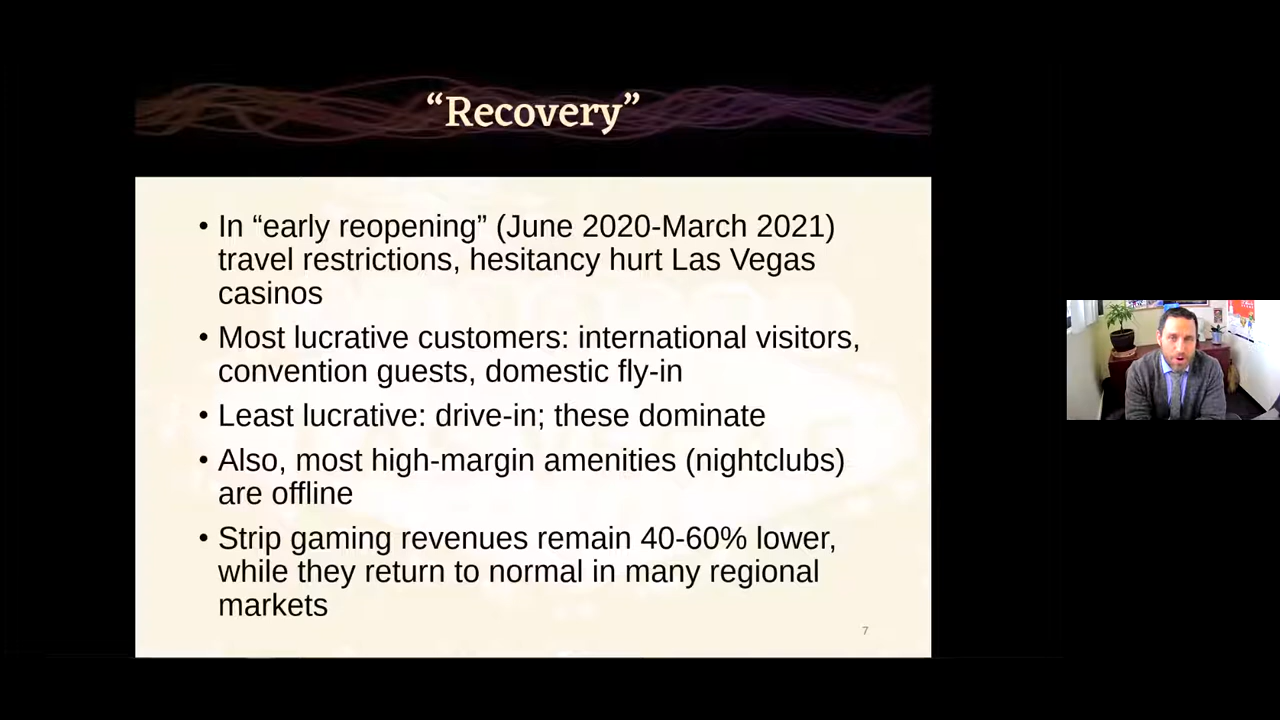 “Recovery”
• In “early reopening” (June 2020-March 2021)
travel restrictions, hesitancy hurt Las Vegas
casinos
• Most lucrative customers: international visitors,
convention guests, domestic fly-in
• Least lucrative: drive-in; these dominate
• Also, most high-margin amenities (nightclubs)
are offline
• Strip gaming revenues remain 40-60% lower,
while they return to normal in many regional
markets
7